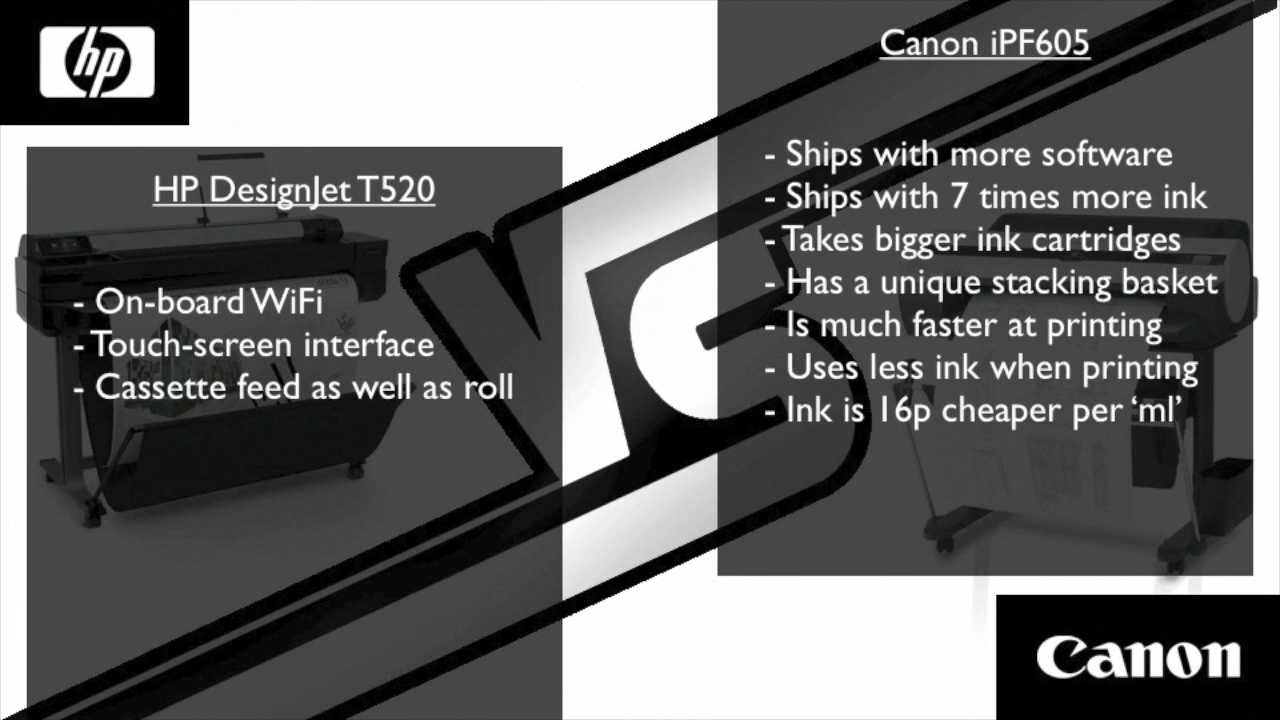 hp
HP DesignJet T520
- On-board WiFi
- Touch-screen interface
- Cassette feed as well as roll
VS
Canon iPF605
- Ships with more software
- Ships with 7 times more ink
- Takes bigger ink cartridges
- Has a unique stacking basket
- Is much faster at printing
- Uses less ink when printing
- Ink is 16p cheaper per ‘ml’
Canon